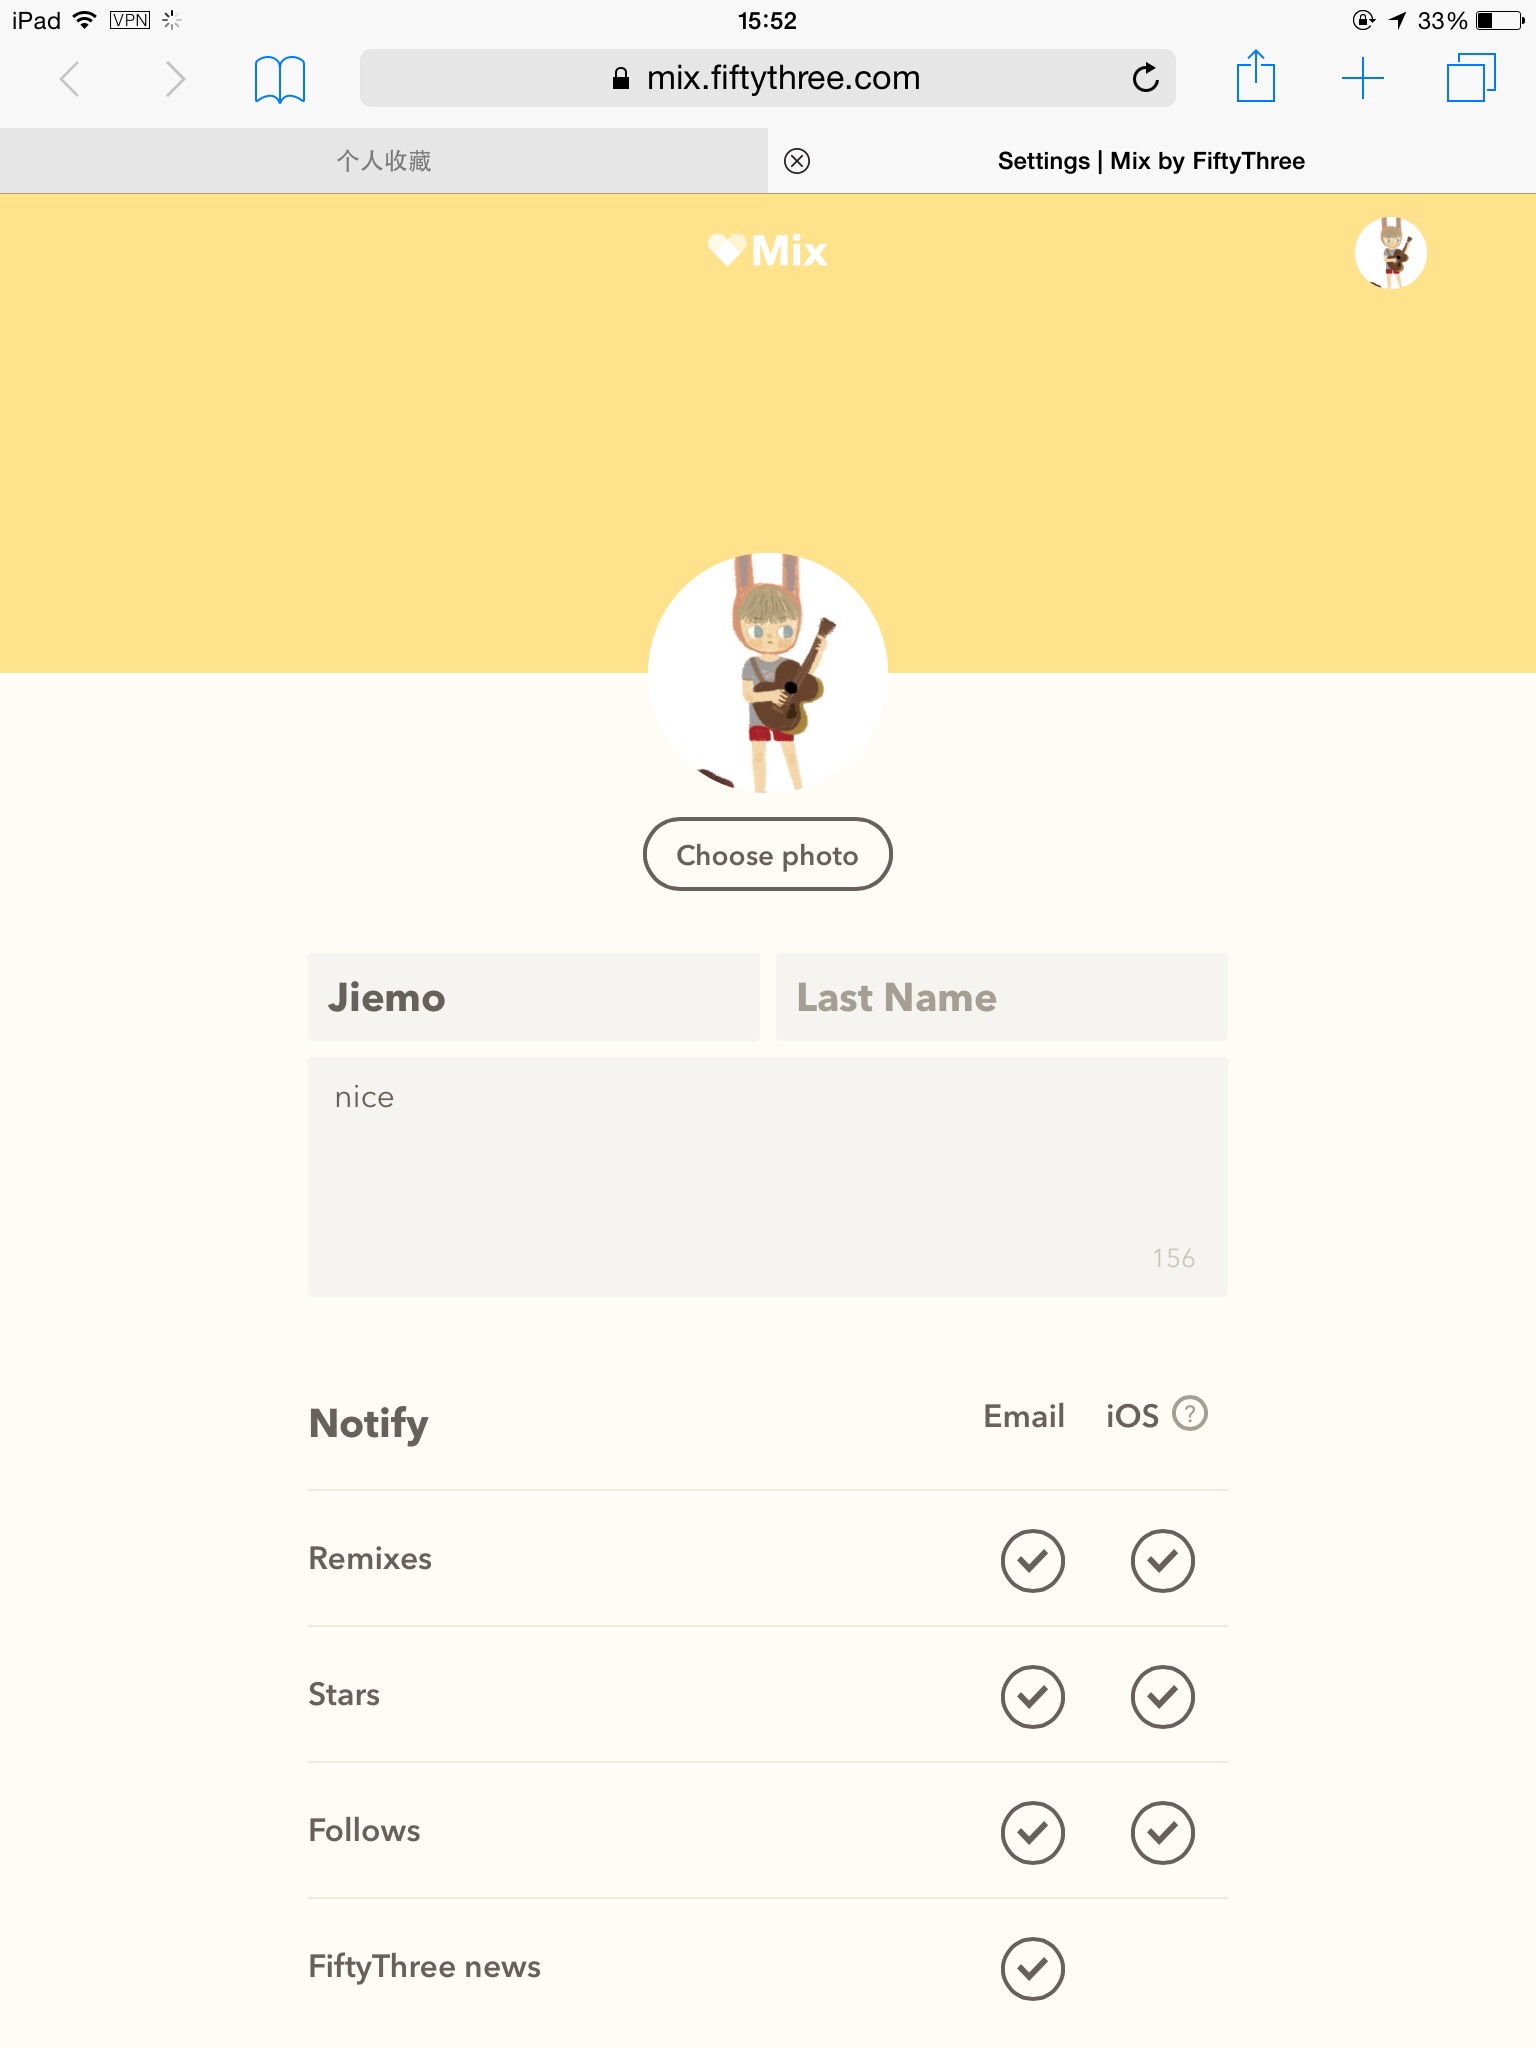 iPad VPN 15:52 33%
mix.fiftythree.com
个人收藏 Settings | Mix by FiftyThree
Mix
Choose photo
Jiemo Last Name
nice
156
Notify Email iOS ?
Remixes
Stars
Follows
FiftyThree news